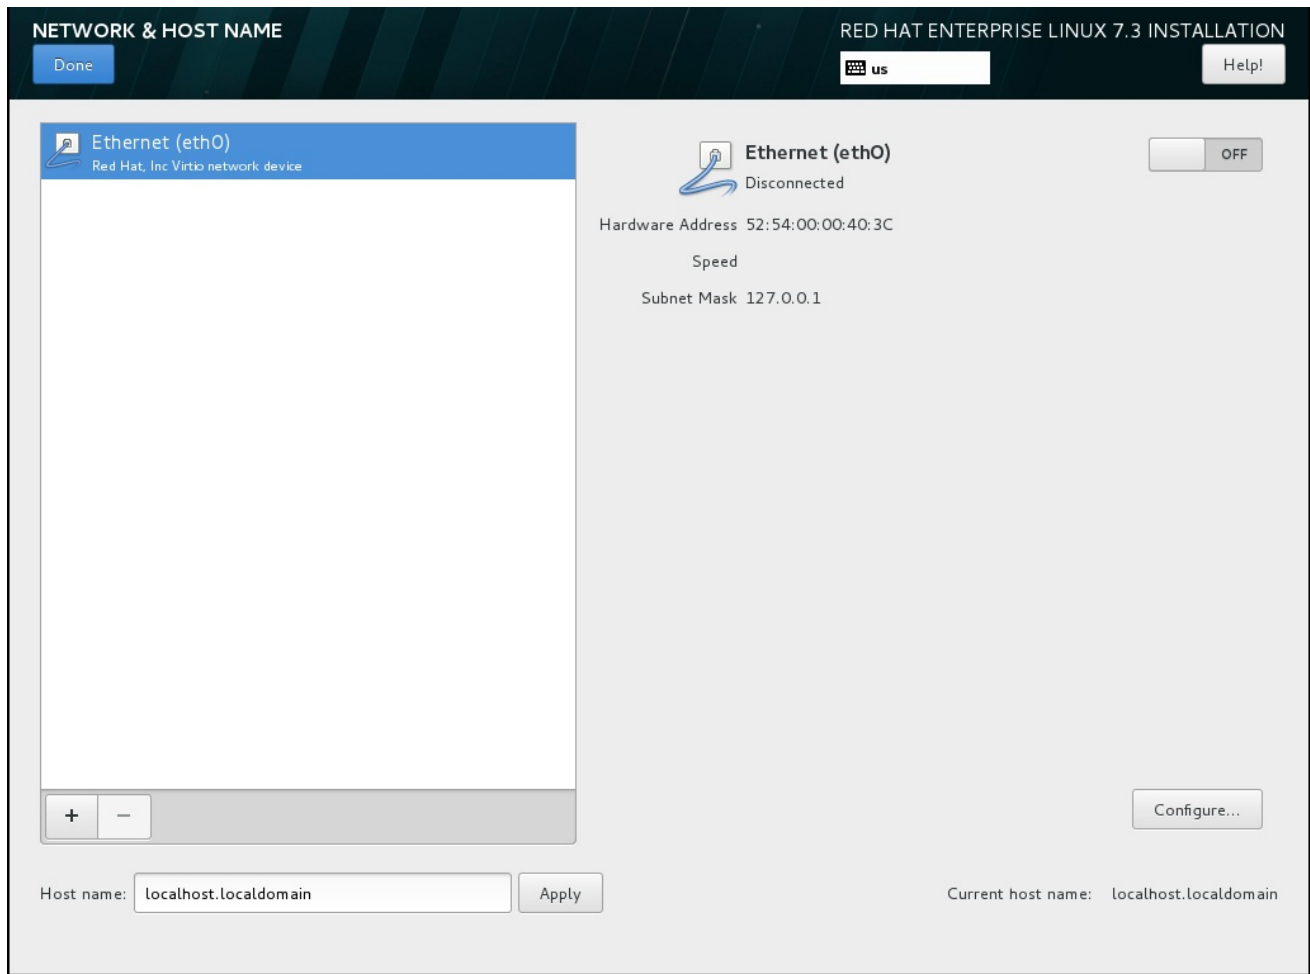 NETWORK & HOST NAME
RED HAT ENTERPRISE LINUX 7.3 INSTALLATION
Done
us
Help!
Ethernet (eth0)
Red Hat, Inc Virtio network device
Ethernet (eth0)
Disconnected
OFF
Hardware Address 52:54:00:00:40:3C
Speed
Subnet Mask 127.0.0.1
+ −
Configure...
Host name: localhost.localdomain Apply
Current host name: localhost.localdomain